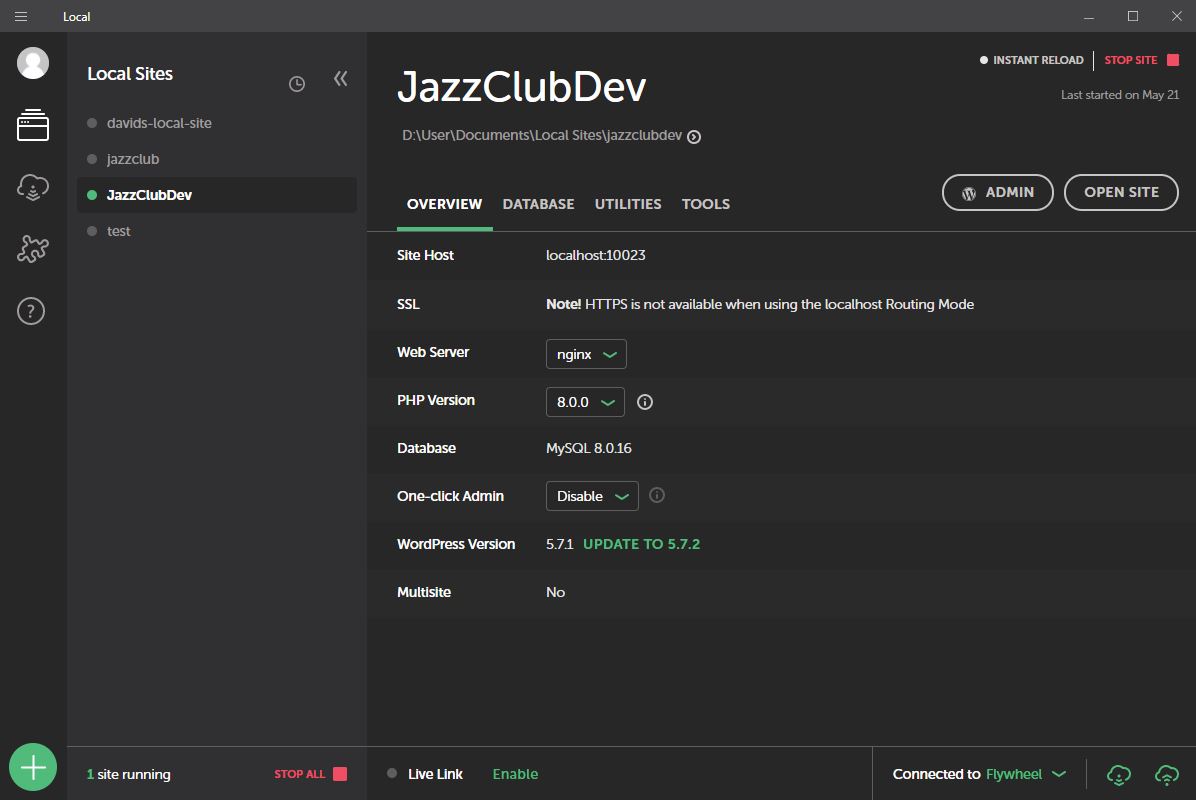 Local
Local Sites
davids-local-site
jazzclub
JazzClubDev
test
1 site running
STOP ALL
JazzClubDev
D:\User\Documents\Local Sites\jazzclubdev
INSTANT RELOAD
STOP SITE
Last started on May 21
OVERVIEW DATABASE UTILITIES TOOLS
ADMIN
OPEN SITE
Site Host localhost:10023
SSL Note! HTTPS is not available when using the localhost Routing Mode
Web Server nginx
PHP Version 8.0.0
Database MySQL 8.0.16
One-click Admin Disable
WordPress Version 5.7.1 UPDATE TO 5.7.2
Multisite No
Live Link Enable
Connected to Flywheel